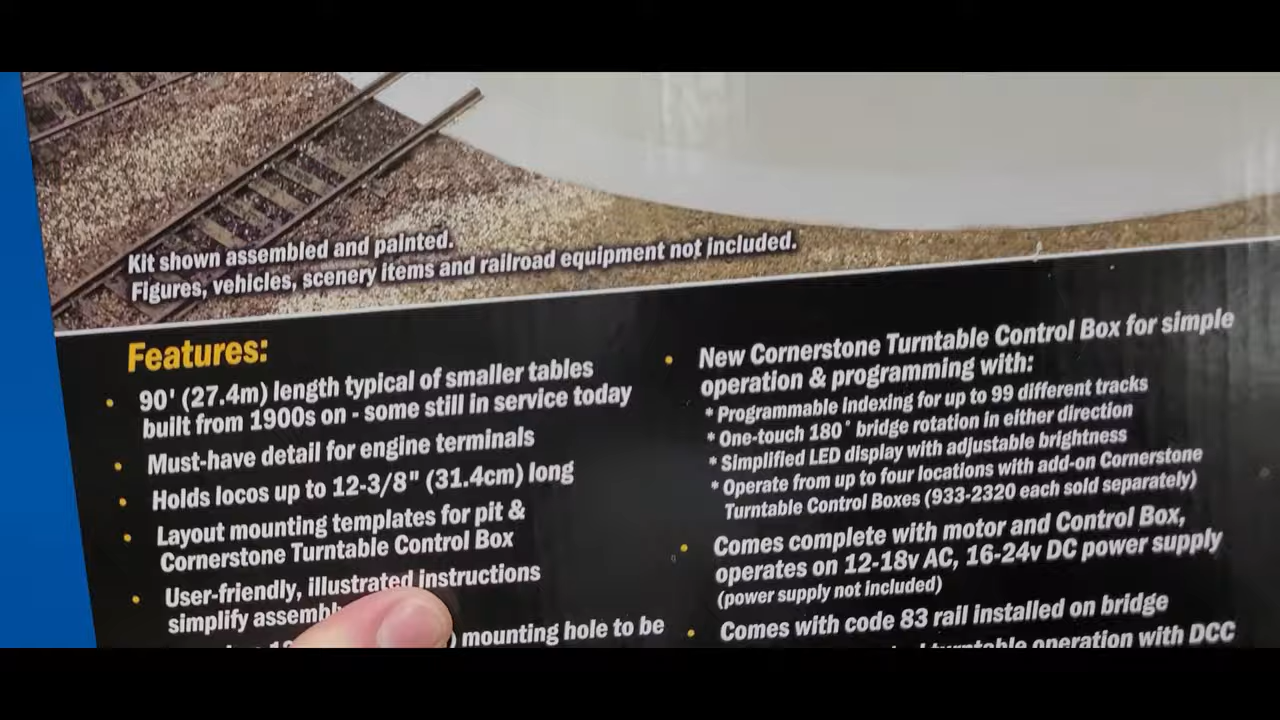 Kit shown assembled and painted.
Figures, vehicles, scenery items and railroad equipment not included.
Features:
• 90' (27.4m) length typical of smaller tables
built from 1900s on - some still in service today
• Must-have detail for engine terminals
• Holds locos up to 12-3/8" (31.4cm) long
• Layout mounting templates for pit &
Cornerstone Turntable Control Box
• User-friendly, illustrated instructions
simplify
mounting hole to be
• New Cornerstone Turntable Control Box for simple
operation & programming with:
* Programmable indexing for up to 99 different tracks
* One-touch 180° bridge rotation in either direction
* Simplified LED display with adjustable brightness
* Operate from up to four locations with add-on Cornerstone
Turntable Control Boxes (933-2320 each sold separately)
• Comes complete with motor and Control Box,
operates on 12-18v AC, 16-24v DC power supply
(power supply not included)
• Comes with code 83 rail installed on bridge
turntable operation with DCC